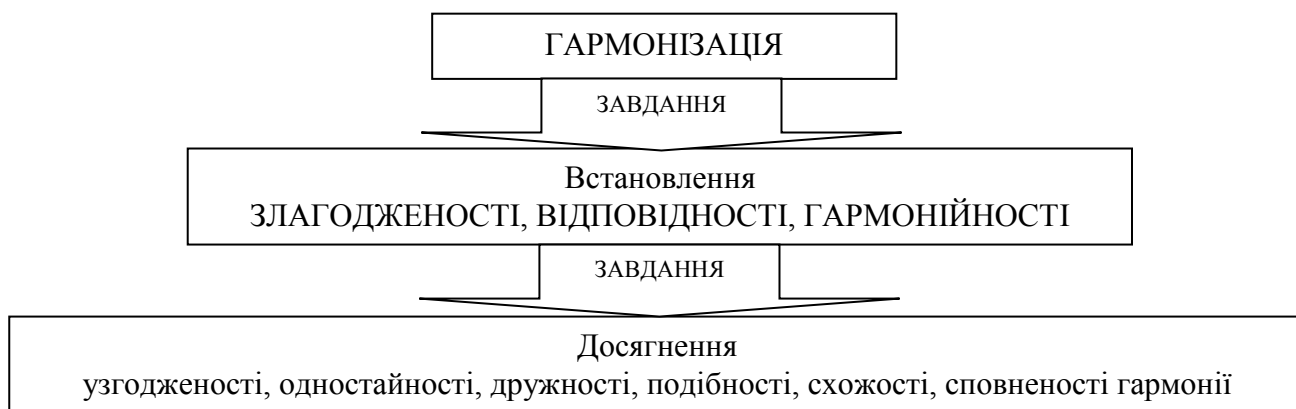 ГАРМОНІЗАЦІЯ
ЗАВДАННЯ
Встановлення
ЗЛАГОДЖЕНОСТІ, ВІДПОВІДНОСТІ, ГАРМОНІЙНОСТІ
ЗАВДАННЯ
Досягнення
узгодженості, одностайності, дружності, подібності, схожості, сповненості гармонії